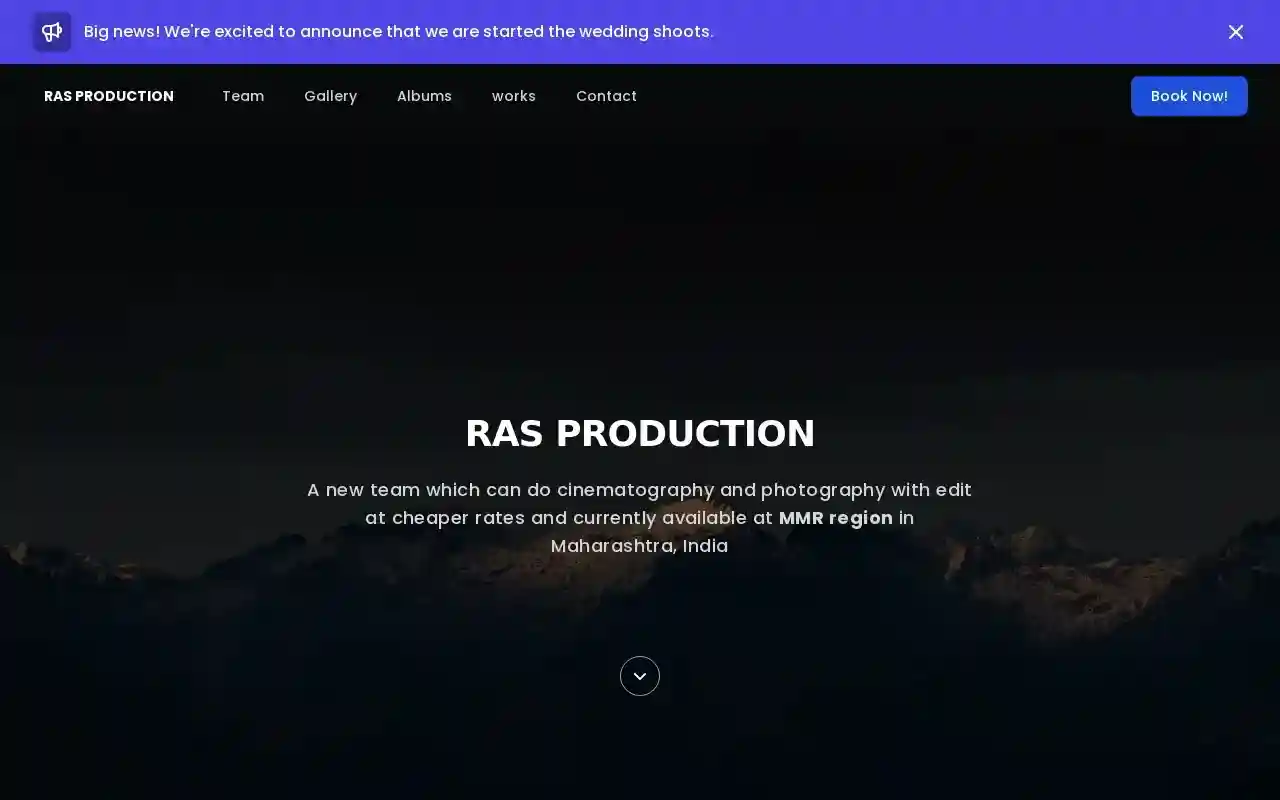 Big news! We're excited to announce that we are started the wedding shoots.
RAS PRODUCTION
Team
Gallery
Albums
works
Contact
Book Now!
RAS PRODUCTION
A new team which can do cinematography and photography with edit
at cheaper rates and currently available at MMR region in
Maharashtra, India